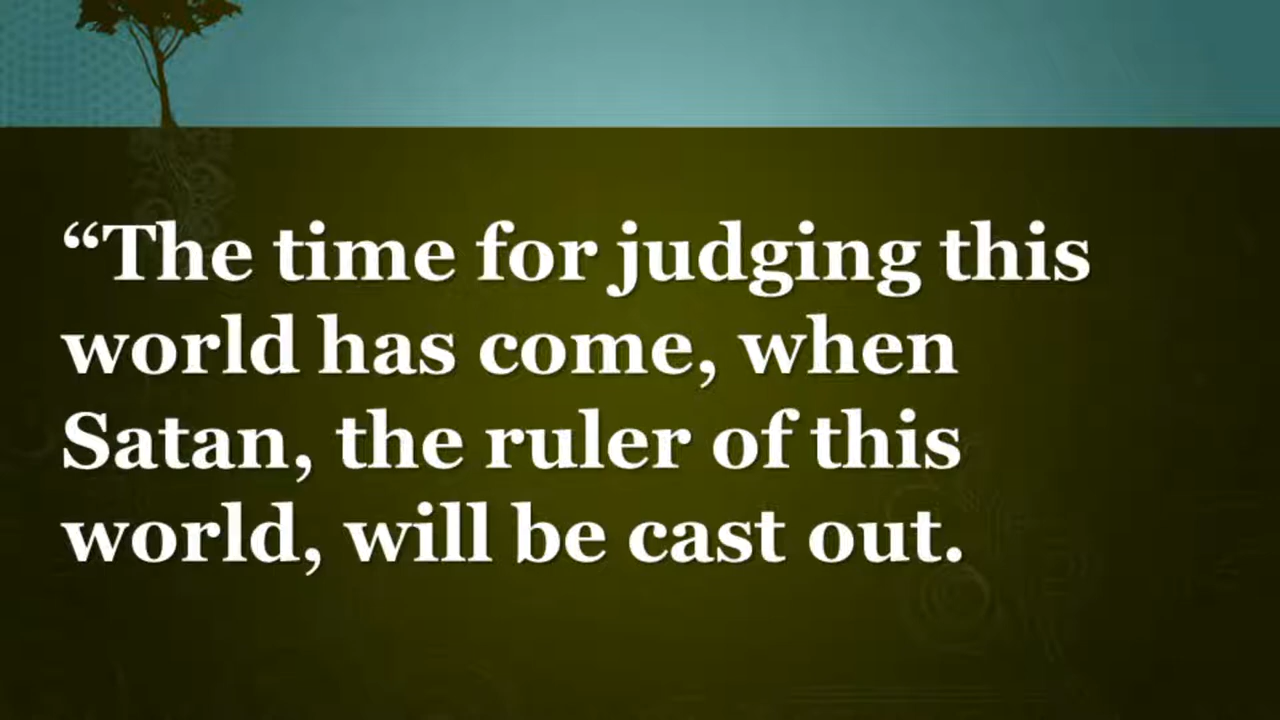 “The time for judging this
world has come, when
Satan, the ruler of this
world, will be cast out.